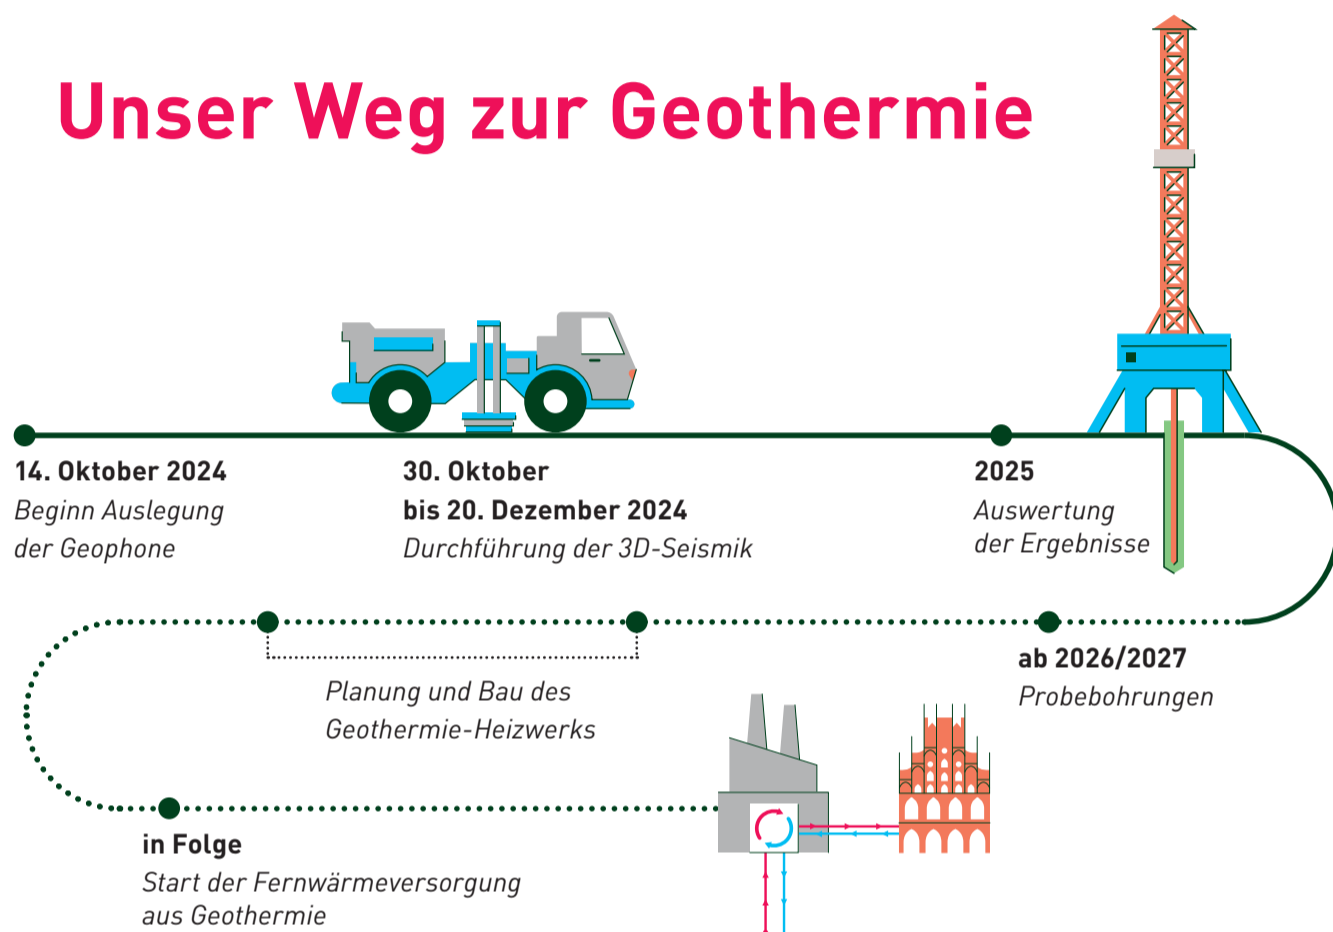 Unser Weg zur Geothermie
14. Oktober 2024
Beginn Auslegung
der Geophone
30. Oktober
bis 20. Dezember 2024
Durchführung der 3D-Seismik
2025
Auswertung
der Ergebnisse
ab 2026/2027
Probebohrungen
Planung und Bau des
Geothermie-Heizwerks
in Folge
Start der Fernwärmeversorgung
aus Geothermie